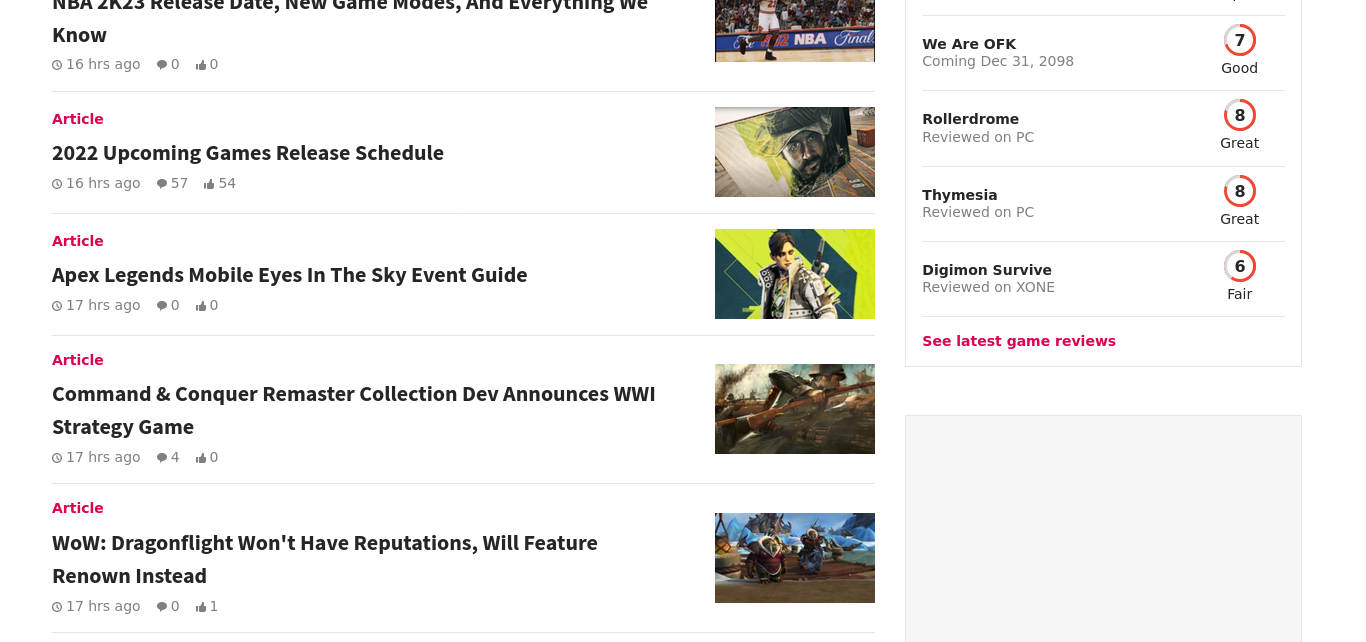 NBA 2K23 Release Date, New Game Modes, And Everything We
Know
16 hrs ago 0 0
Article
2022 Upcoming Games Release Schedule
16 hrs ago 57 54
Article
Apex Legends Mobile Eyes In The Sky Event Guide
17 hrs ago 0 0
Article
Command & Conquer Remaster Collection Dev Announces WWI
Strategy Game
17 hrs ago 4 0
Article
WoW: Dragonflight Won't Have Reputations, Will Feature
Renown Instead
17 hrs ago 0 1
NBA Finals
We Are OFK
Coming Dec 31, 2098
7
Good
Rollerdrome
Reviewed on PC
8
Great
Thymesia
Reviewed on PC
8
Great
Digimon Survive
Reviewed on XONE
6
Fair
See latest game reviews